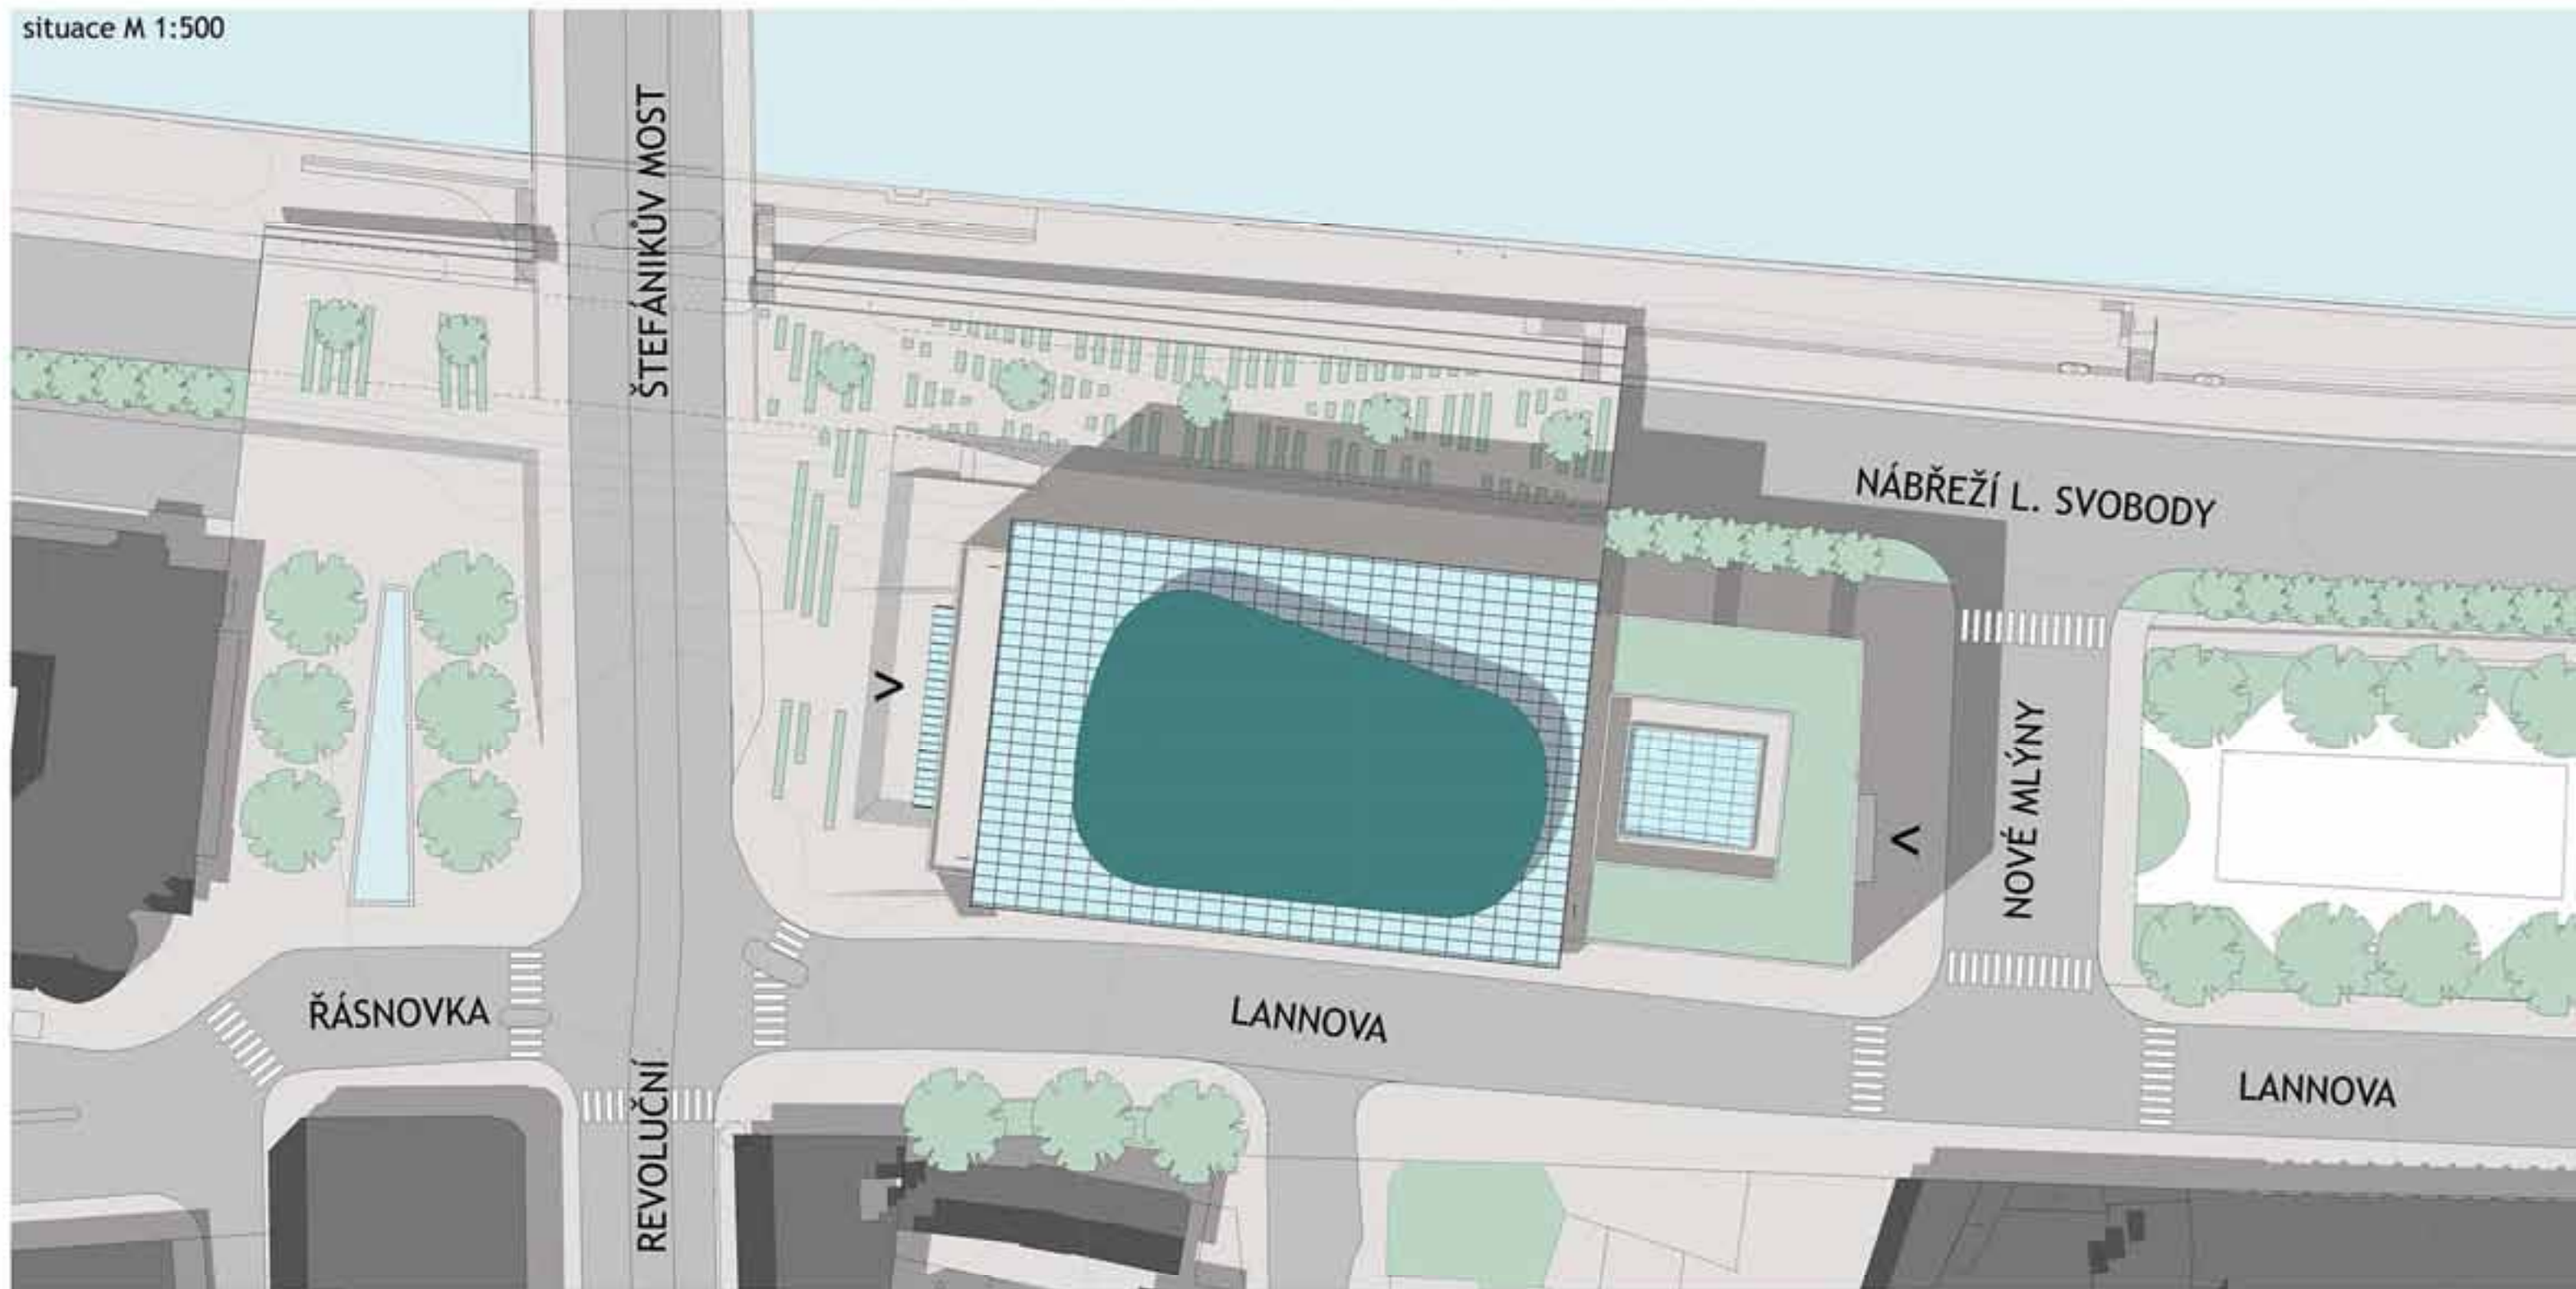 situace M 1:500
ŠTEFÁNIKŮV MOST
NÁBŘEŽÍ L. SVOBODY
NOVÉ MLÝNY
ŘÁSNOVKA
LANNOVA
LANNOVA
REVOLUČNÍ